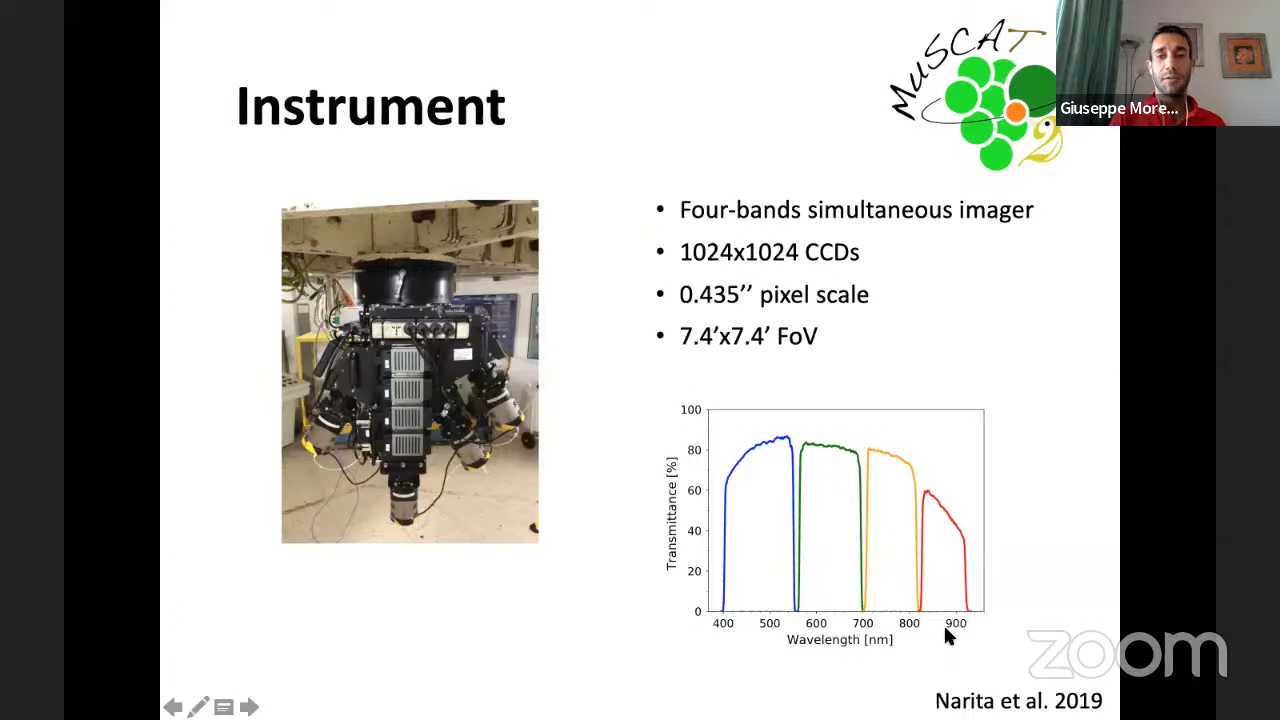 MuSCAT
2
Giuseppe More...
Instrument
• Four-bands simultaneous imager
• 1024x1024 CCDs
• 0.435’’ pixel scale
• 7.4’x7.4’ FoV
100
80
60
40
20
0
Transmittance [%]
400 500 600 700 800 900
Wavelength [nm]
zoom
Narita et al. 2019